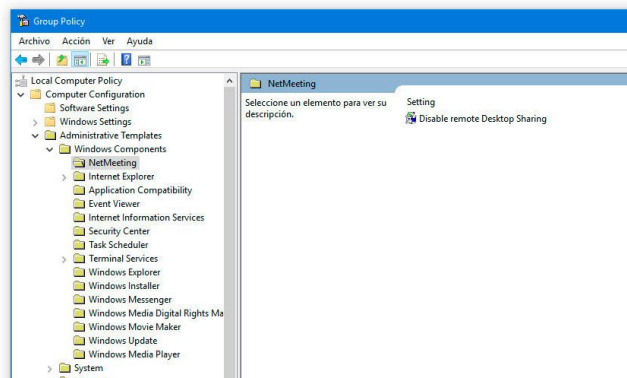 Group Policy
Archivo Acción Ver Ayuda
Local Computer Policy
Computer Configuration
Software Settings
Windows Settings
Administrative Templates
Windows Components
NetMeeting
Internet Explorer
Application Compatibility
Event Viewer
Internet Information Services
Security Center
Task Scheduler
Terminal Services
Windows Explorer
Windows Installer
Windows Messenger
Windows Media Digital Rights Ma
Windows Movie Maker
Windows Update
Windows Media Player
System
NetMeeting
Seleccione un elemento para ver su
descripción.
Setting
Disable remote Desktop Sharing